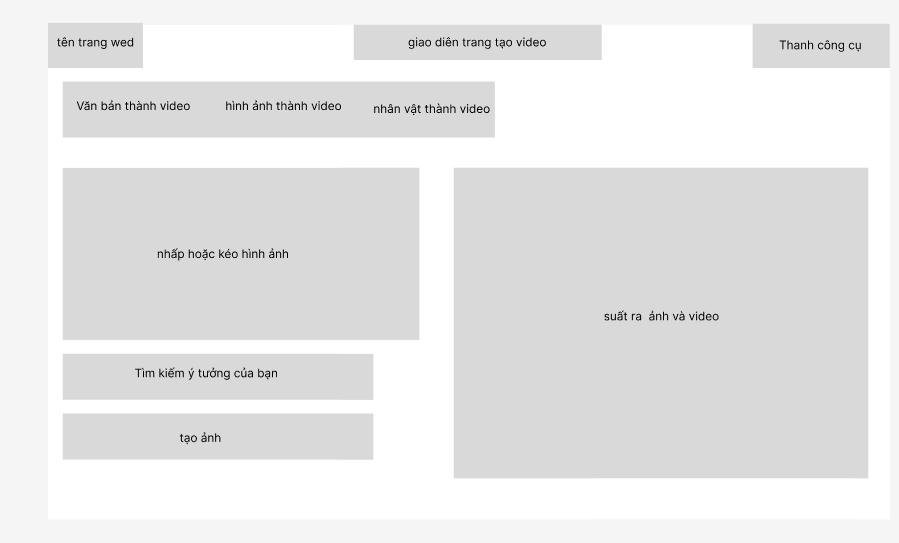 tên trang wed
giao diên trang tạo video
Thanh công cụ
Văn bản thành video
hình ảnh thành video
nhân vật thành video
nhấp hoặc kéo hình ảnh
suất ra ảnh và video
Tìm kiếm ý tưởng của bạn
tạo ảnh